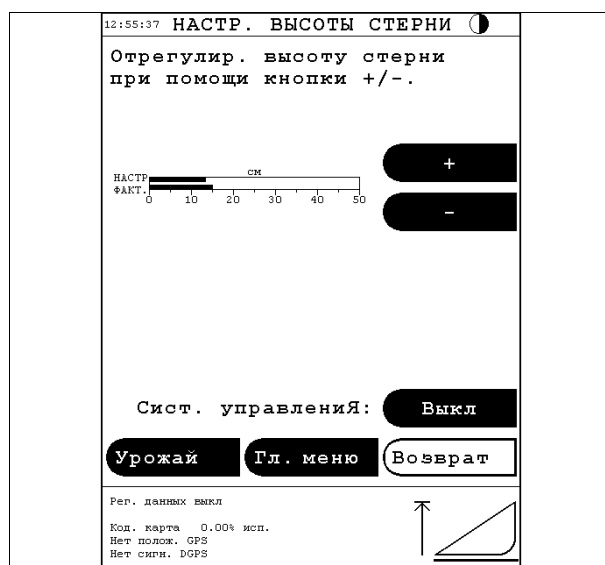 12:55:37 НАСТР. ВЫСОТЫ СТЕРНИ
Отрегулир. высоту стерни
при помощи кнопки +/-.
см
НАСТР
ФАКТ.
0 10 20 30 40 50
+
-
Сист. управлениЯ: Выкл
Урожай Гл. меню Возврат
Рег. данных выкл
Код. карта 0.00% исп.
Нет полож. GPS
Нет сигн. DGPS